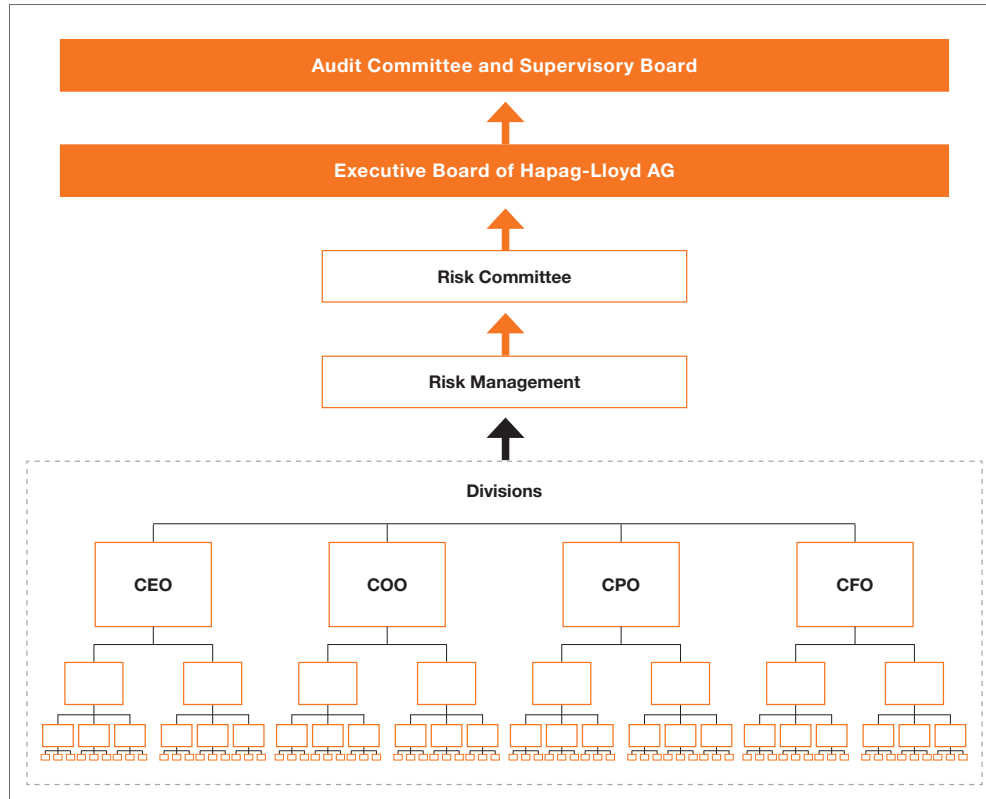 Audit Committee and Supervisory Board
Executive Board of Hapag-Lloyd AG
Risk Committee
Risk Management
Divisions
CEO
COO
CPO
CFO